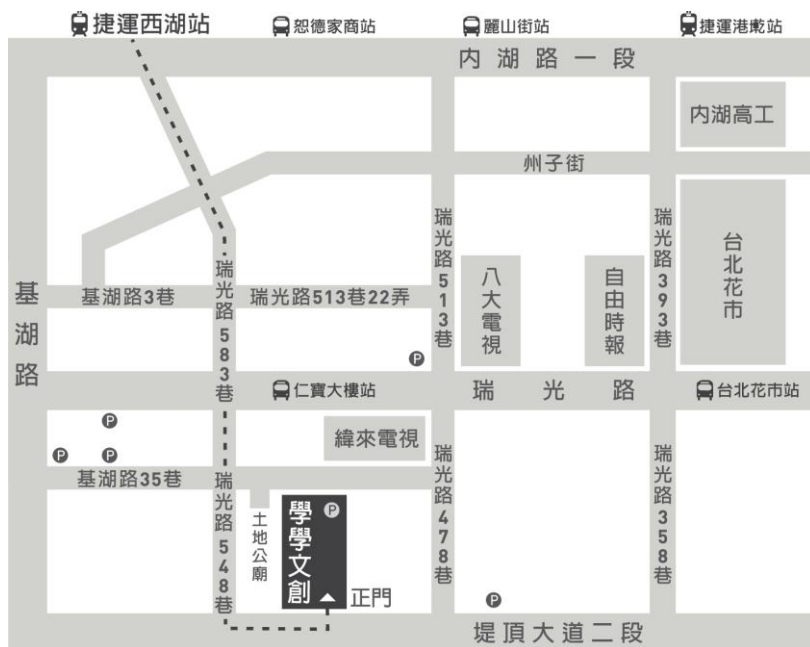 捷運西湖站
恕德家商站
麗山街站
捷運港墘站
內湖路一段
內湖高工
州子街
瑞光路513巷
瑞光路393巷
台北花市
八大電視
自由時報
基湖路
基湖路3巷
瑞光路583巷
瑞光路513巷22弄
P
仁寶大樓站
瑞光路
台北花市站
P
P
P
緯來電視
基湖路35巷
瑞光路548巷
土地公廟
學學文創
P
正門
瑞光路478巷
瑞光路358巷
P
堤頂大道二段